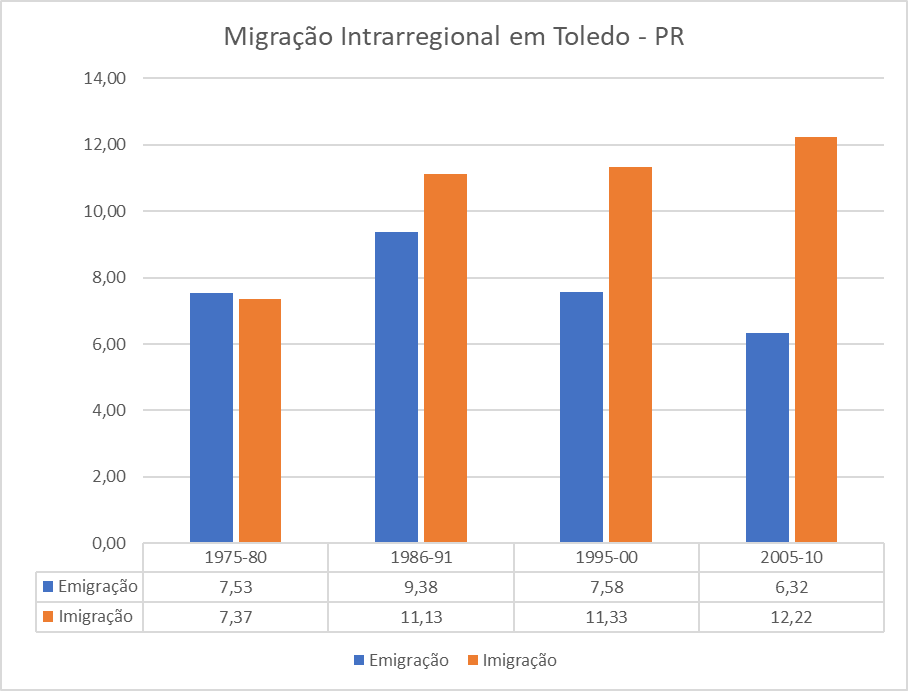 Migração Intrarregional em Toledo - PR
14,00
12,00
10,00
8,00
6,00
4,00
2,00
0,00
1975-80 1986-91 1995-00 2005-10
Emigração 7,53 9,38 7,58 6,32
Imigração 7,37 11,13 11,33 12,22
Emigração Imigração